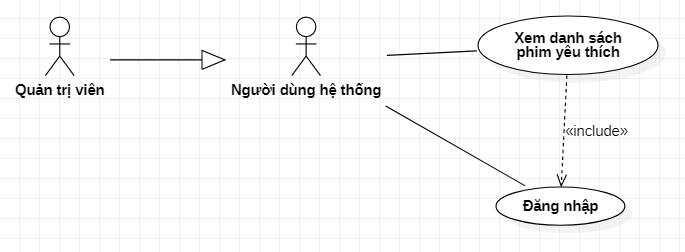 Xem danh sách
phim yêu thích
Quản trị viên
Người dùng hệ thống
«include»
Đăng nhập